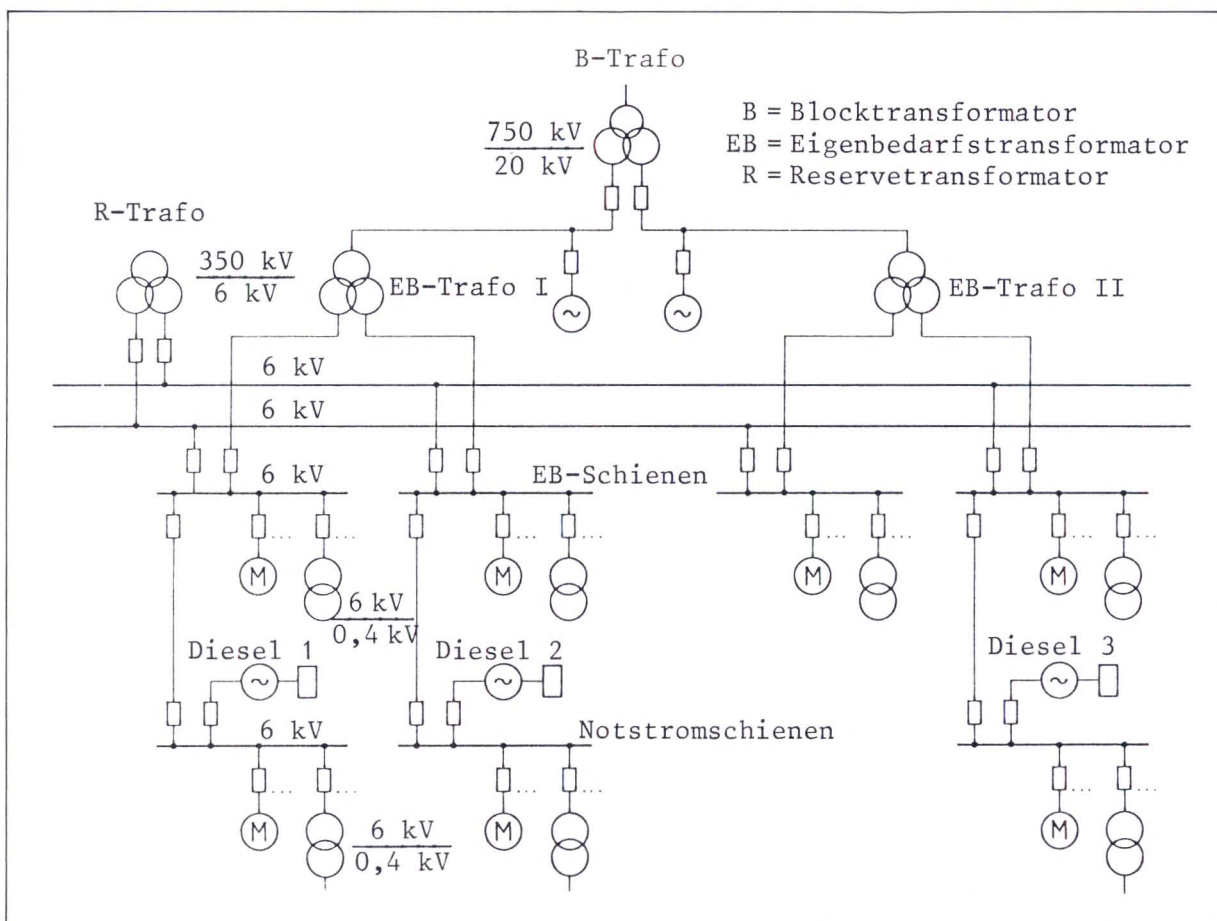 B-Trafo
750 kV
20 kV
B = Blocktransformator
EB = Eigenbedarfstransformator
R = Reservetransformator
R-Trafo
350 kV
6 kV
EB-Trafo I
EB-Trafo II
~
~
6 kV
6 kV
6 kV
EB-Schienen
...
...
...
...
...
...
...
...
M
M
M
M
6 kV
0,4 kV
Diesel 1
Diesel 2
Diesel 3
~
~
~
6 kV
Notstromschienen
...
...
...
...
...
...
M
M
M
6 kV
0,4 kV